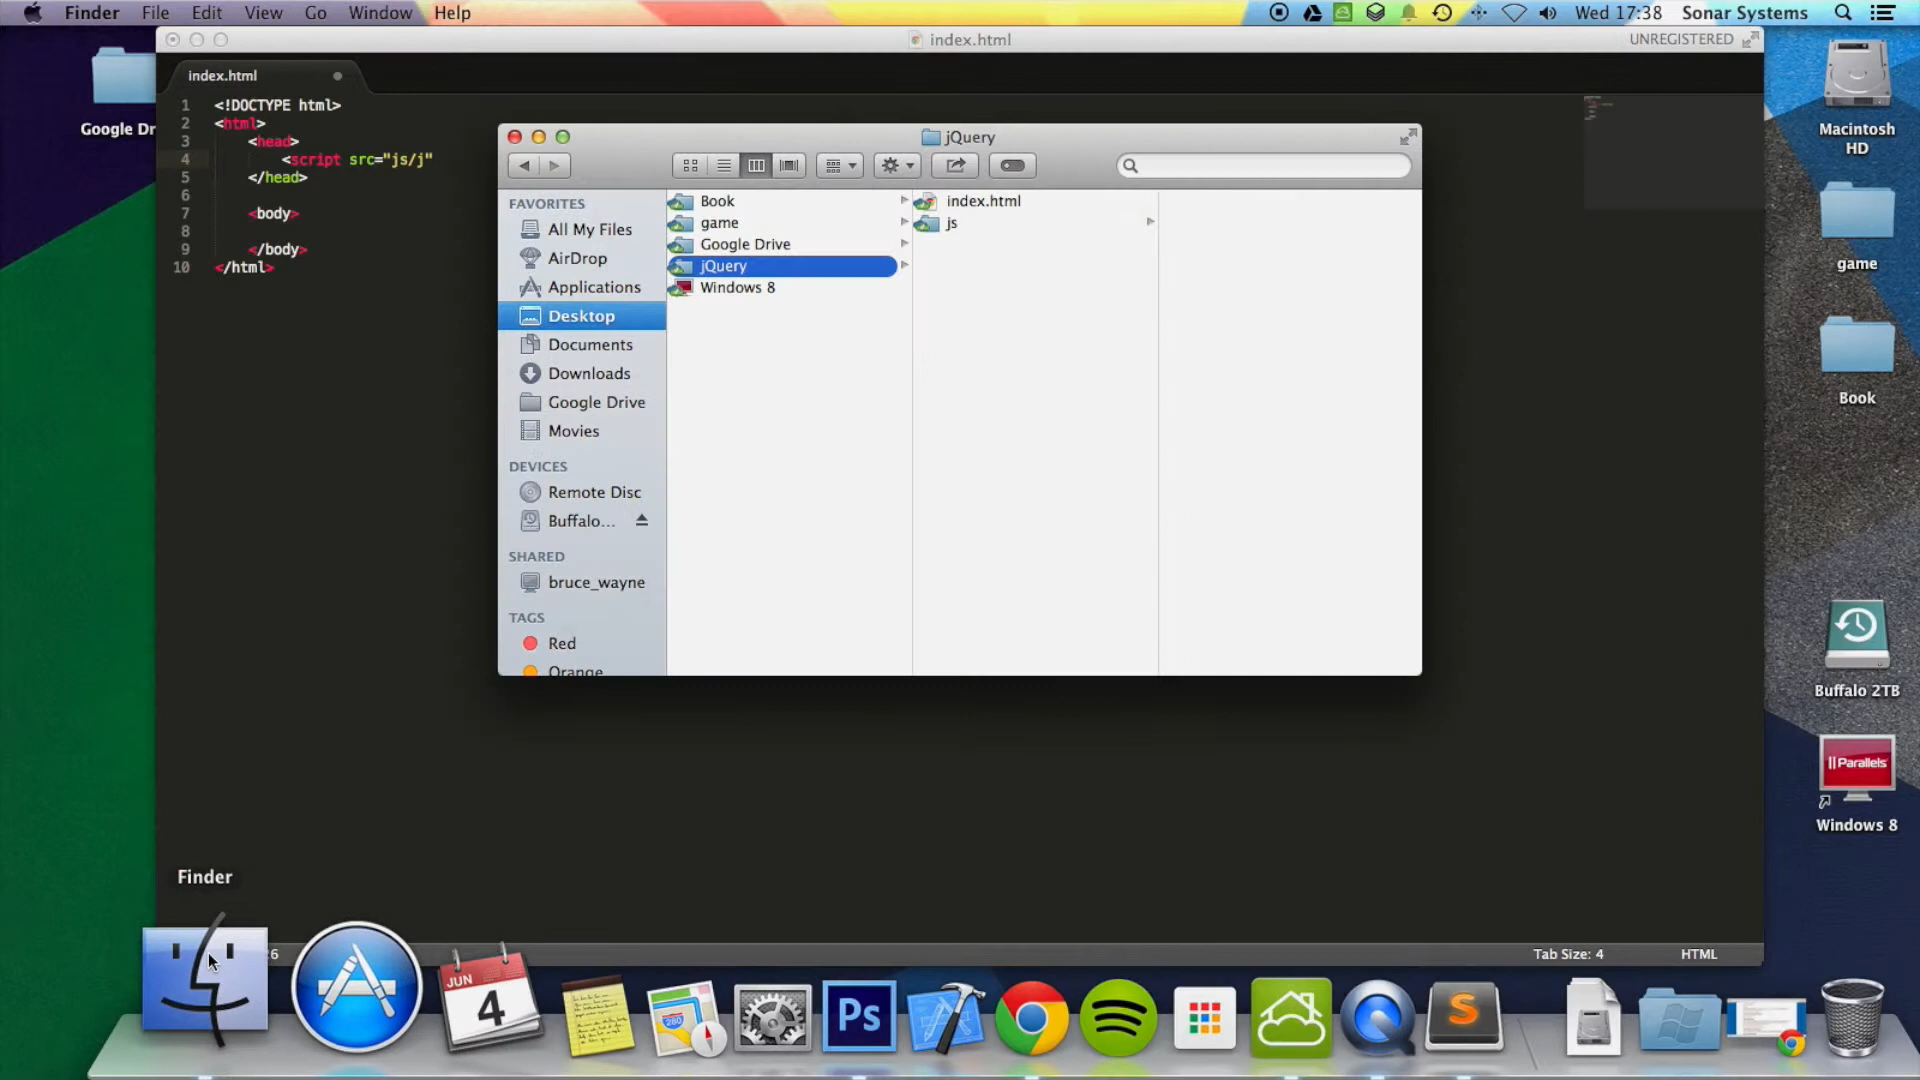 Finder File Edit View Go Window Help Wed 17:38 Sonar Systems
index.html UNREGISTERED
index.html
1 <!DOCTYPE html>
2 <html>
3 <head>
4 <script src="js/j"
5 </head>
6
7 <body>
8
9 </body>
10 </html>
jQuery
FAVORITES
All My Files
AirDrop
Applications
Desktop
Documents
Downloads
Google Drive
Movies
DEVICES
Remote Disc
Buffalo...
SHARED
bruce_wayne
TAGS
Red
Orange
Book
game
Google Drive
jQuery
Windows 8
index.html
js
Google Dr
Macintosh
HD
game
Book
Buffalo 2TB
Parallels
Windows 8
Finder
6 Tab Size: 4 HTML
JUN
4
280
Ps
S